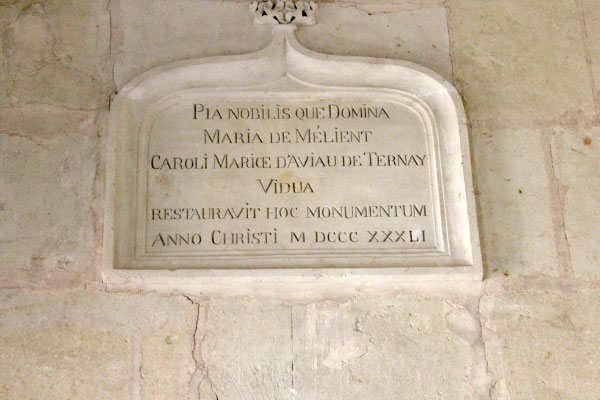 PIA NOBILIS QUE DOMINA
MARIA DE MÉLIENT
CAROLI MARIŒ D'AVIAU DE TERNAY
VIDUA
RESTAURAVIT HOC MONUMENTUM
ANNO CHRISTI M DCCC XXXLI